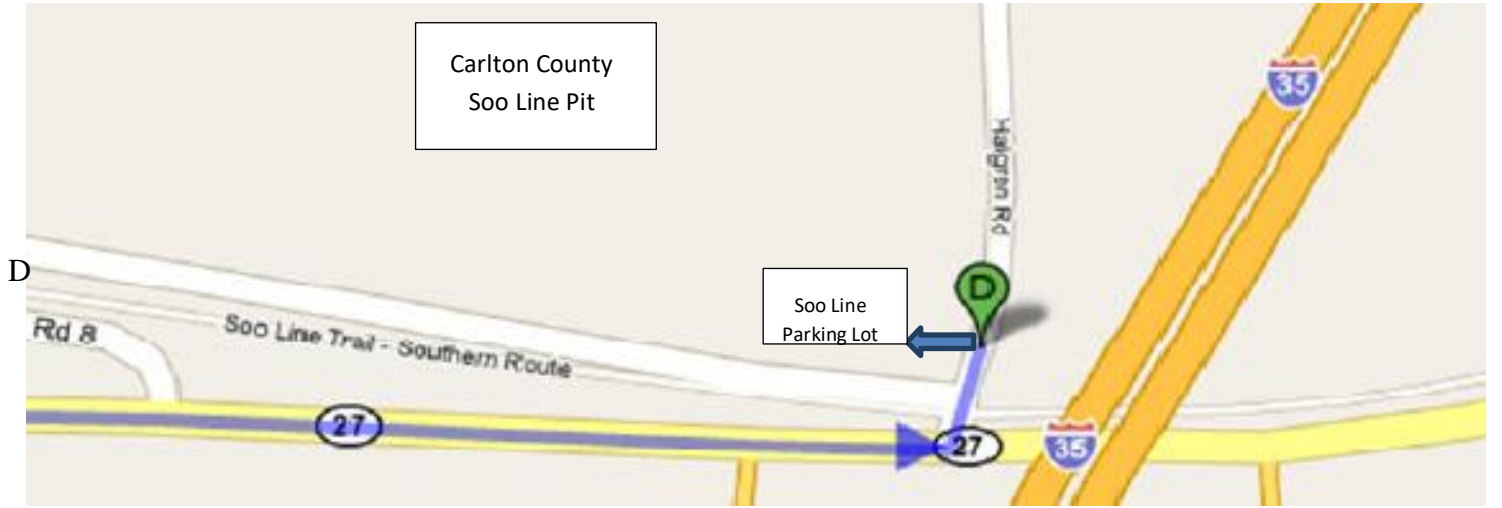 Carlton County
Soo Line Pit
35
Halgren Rd
D
D
Soo Line
Parking Lot
Rd 8
Soo Line Trail - Southern Route
27
27
35